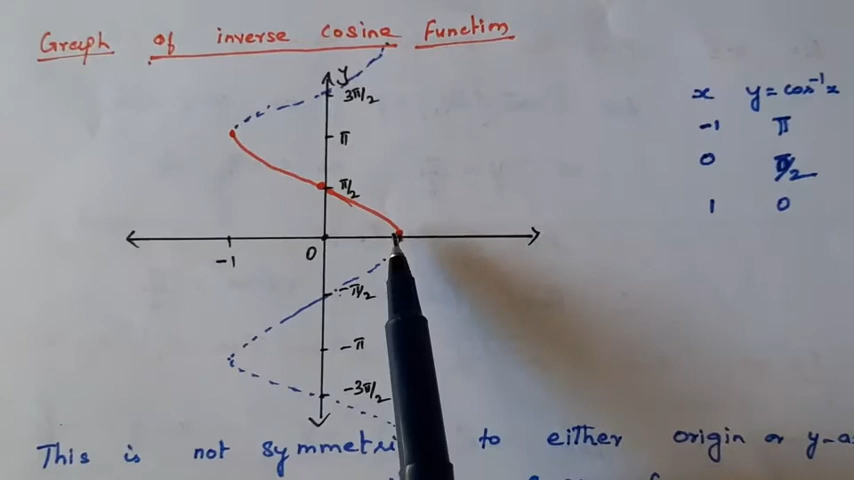 Graph of inverse cosine Function
y
3π/2
x y = cos⁻¹x
-1 π
π
0 π/2
π/2
1 0
-1 0
-π/2
-π
-3π/2
This is not symmetri to either origin or y-a